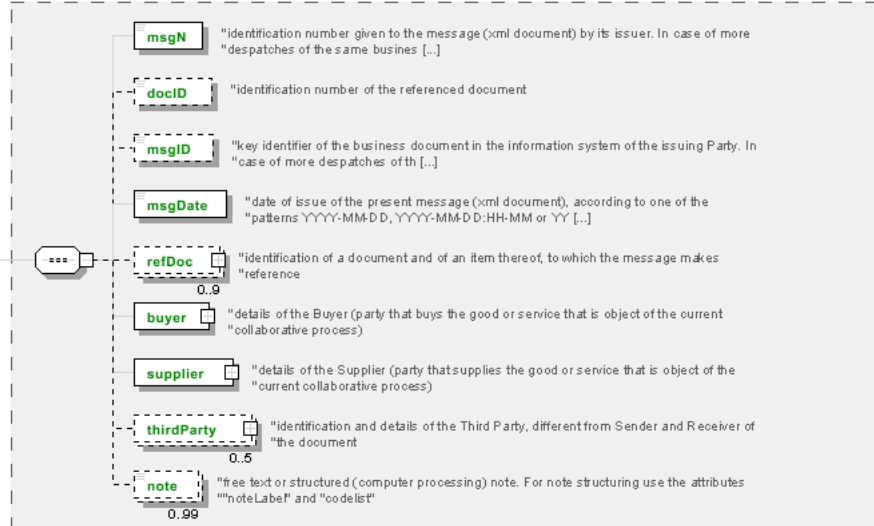 msgN
"identification number given to the message (xml document) by its issuer. In case of more
"despatches of the same busines [...]
docID
"identification number of the referenced document
msgID
"key identifier of the business document in the information system of the issuing Party. In
"case of more despatches of th [...]
msgDate
"date of issue of the present message (xml document), according to one of the
"patterns YYYY-MM-DD, YYYY-MM-DD:HH-MM or YY [...]
refDoc
"identification of a document and of an item thereof, to which the message makes
"reference
0..9
buyer
"details of the Buyer (party that buys the good or service that is object of the current
"collaborative process)
supplier
"details of the Supplier (party that supplies the good or service that is object of the
"current collaborative process)
thirdParty
"identification and details of the Third Party, different from Sender and Receiver of
"the document
0..5
note
"free text or structured (computer processing) note. For note structuring use the attributes
""noteLabel" and "codelist"
0..99